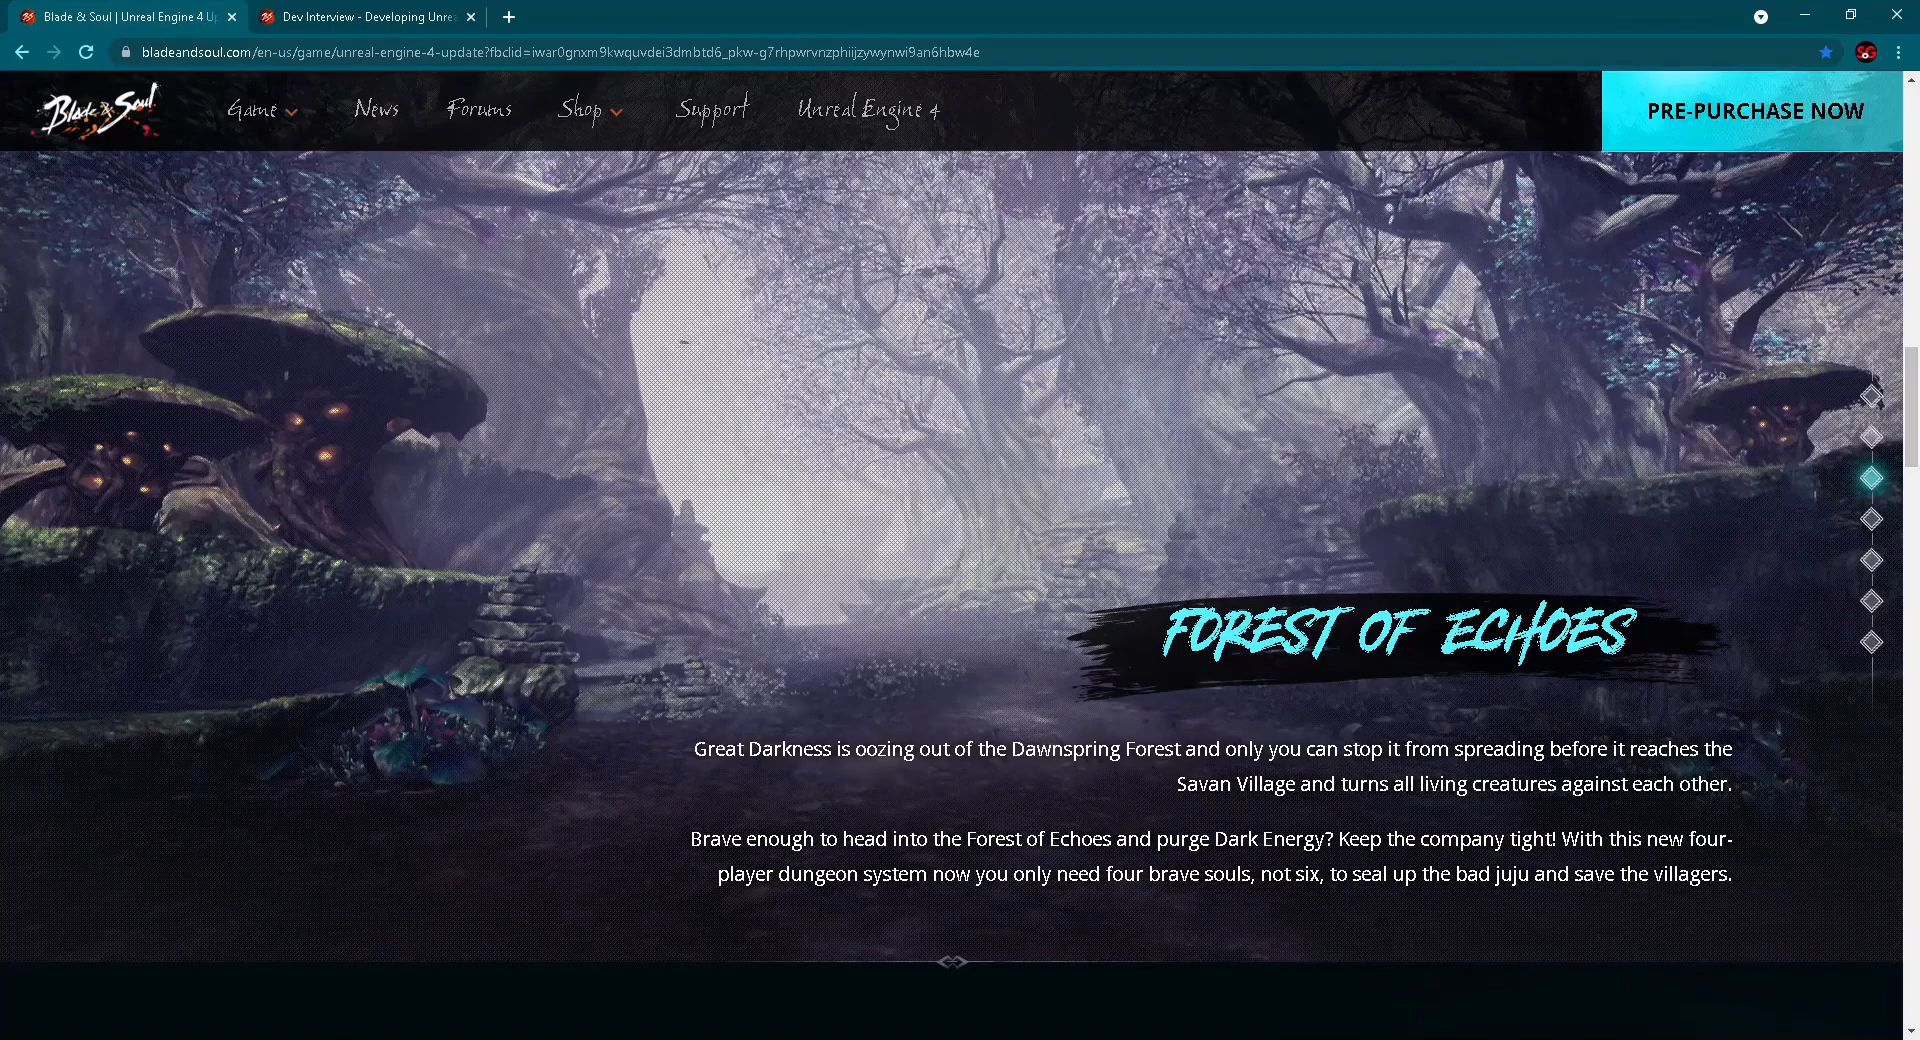 Blade & Soul | Unreal Engine 4 Up
Dev Interview - Developing Unrea
bladeandsoul.com/en-us/game/unreal-engine-4-update?fbclid=iwar0gnxm9kwquvdei3dmbtd6_pkw-g7rhpwrvnzphiijzywynwi9an6hbw4e
SG
Blade & Soul
Game
News
Forums
Shop
Support
Unreal Engine 4
PRE-PURCHASE NOW
FOREST OF ECHOES
Great Darkness is oozing out of the Dawnspring Forest and only you can stop it from spreading before it reaches the
Savan Village and turns all living creatures against each other.
Brave enough to head into the Forest of Echoes and purge Dark Energy? Keep the company tight! With this new four-
player dungeon system now you only need four brave souls, not six, to seal up the bad juju and save the villagers.